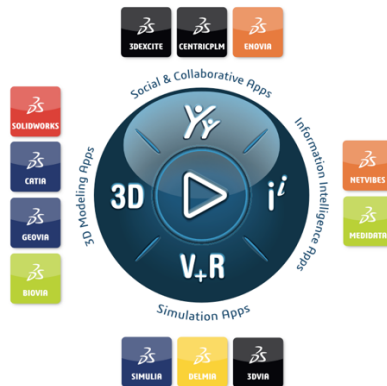 3DEXCITE CENTRICPLM ENOVIA
Social & Collaborative Apps
SOLIDWORKS
CATIA
GEOVIA
BIOVIA
3D Modeling Apps
3D
i i
V+R
Information Intelligence Apps
NETVIBES
MEDIDATA
Simulation Apps
SIMULIA DELMIA 3DVIA